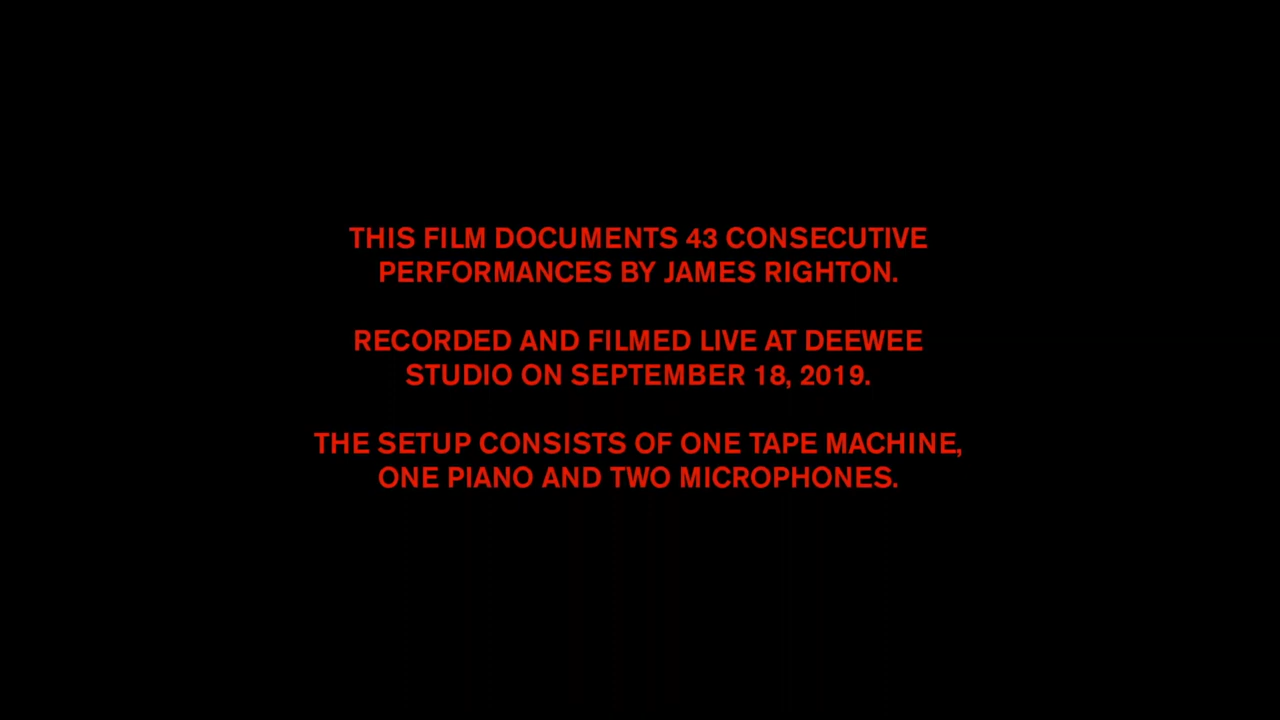 THIS FILM DOCUMENTS 43 CONSECUTIVE
PERFORMANCES BY JAMES RIGHTON.
RECORDED AND FILMED LIVE AT DEEWEE
STUDIO ON SEPTEMBER 18, 2019.
THE SETUP CONSISTS OF ONE TAPE MACHINE,
ONE PIANO AND TWO MICROPHONES.